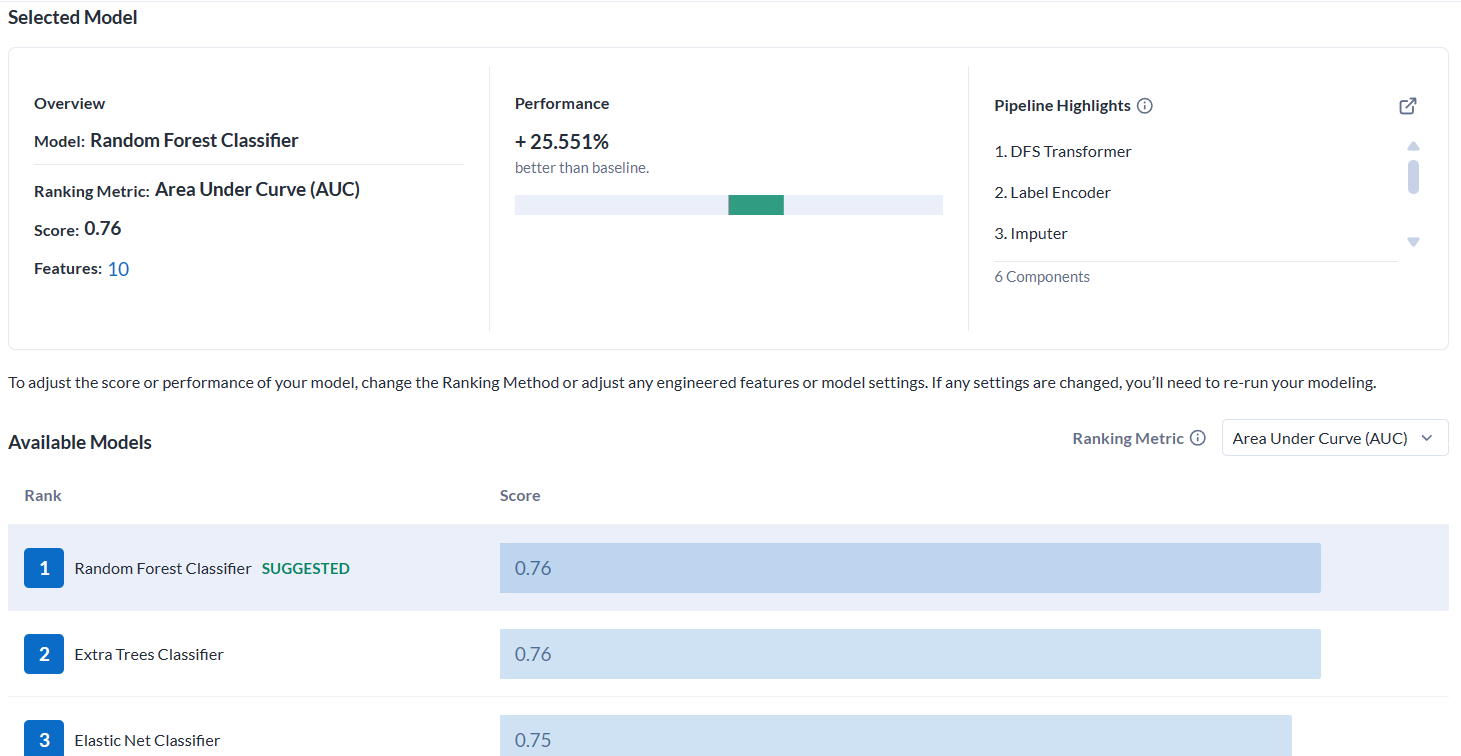 Selected Model
Overview
Model: Random Forest Classifier
Ranking Metric: Area Under Curve (AUC)
Score: 0.76
Features: 10
Performance
+ 25.551%
better than baseline.
Pipeline Highlights
1. DFS Transformer
2. Label Encoder
3. Imputer
6 Components
To adjust the score or performance of your model, change the Ranking Method or adjust any engineered features or model settings. If any settings are changed, you’ll need to re-run your modeling.
Available Models
Ranking Metric Area Under Curve (AUC)
Rank Score
1 Random Forest Classifier SUGGESTED 0.76
2 Extra Trees Classifier 0.76
3 Elastic Net Classifier 0.75